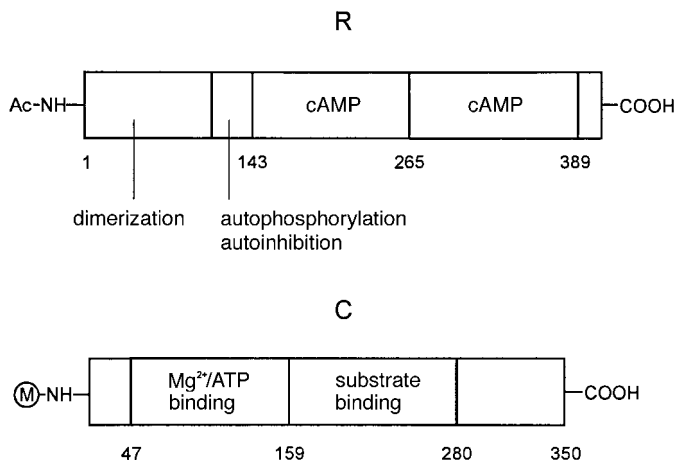 R
Ac-NH
cAMP
cAMP
COOH
1
143
265
389
dimerization
autophosphorylation
autoinhibition
C
M
-NH
Mg²⁺/ATP
binding
substrate
binding
COOH
47
159
280
350